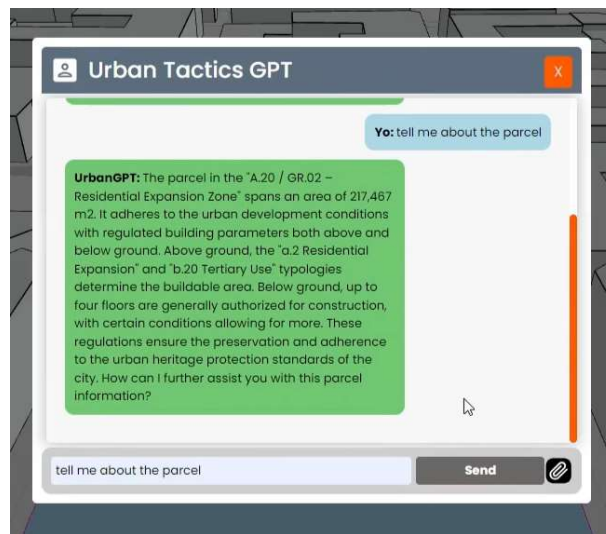 Urban Tactics GPT
X
Yo: tell me about the parcel
UrbanGPT: The parcel in the "A.20 / GR.02 –
Residential Expansion Zone" spans an area of 217,467
m2. It adheres to the urban development conditions
with regulated building parameters both above and
below ground. Above ground, the "a.2 Residential
Expansion" and "b.20 Tertiary Use" typologies
determine the buildable area. Below ground, up to
four floors are generally authorized for construction,
with certain conditions allowing for more. These
regulations ensure the preservation and adherence
to the urban heritage protection standards of the
city. How can I further assist you with this parcel
information?
tell me about the parcel
Send